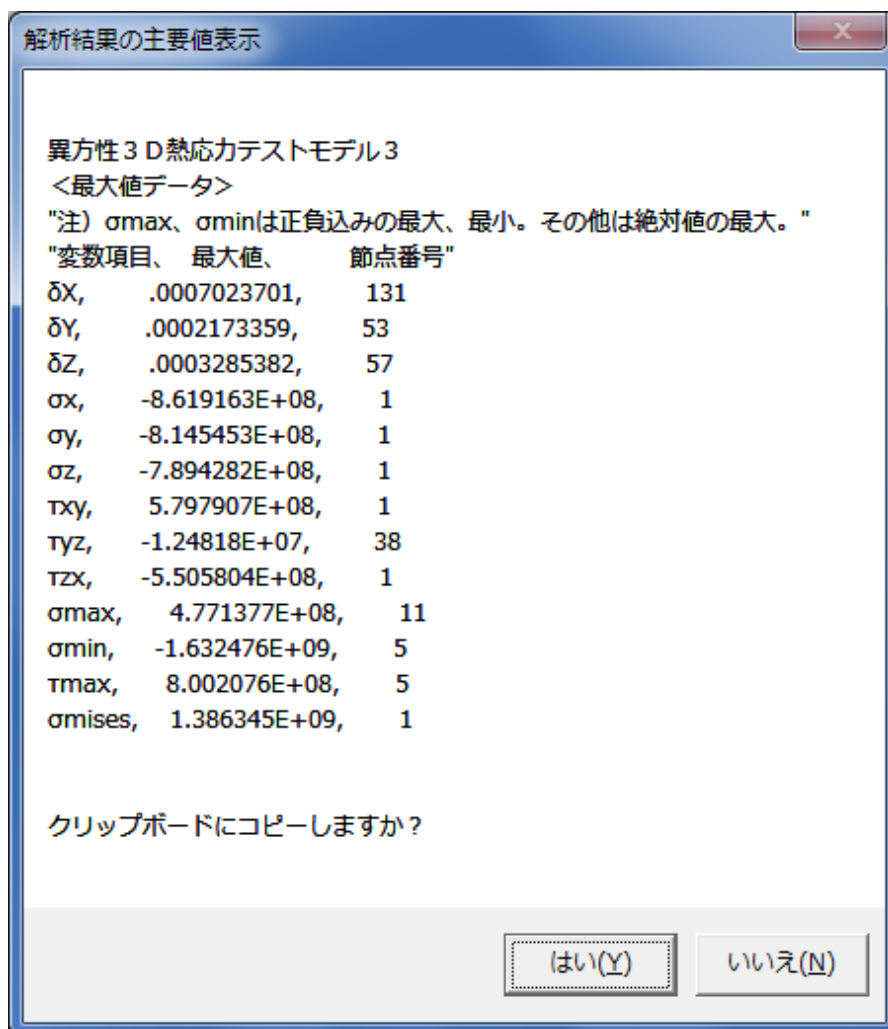 解析結果の主要値表示
異方性３Ｄ熱応力テストモデル３
＜最大値データ＞
"注）σmax、σminは正負込みの最大、最小。その他は絶対値の最大。"
"変数項目、 最大値、 節点番号"
δX, .0007023701, 131
δY, .0002173359, 53
δZ, .0003285382, 57
σx, -8.619163E+08, 1
σy, -8.145453E+08, 1
σz, -7.894282E+08, 1
τxy, 5.797907E+08, 1
τyz, -1.24818E+07, 38
τzx, -5.505804E+08, 1
σmax, 4.771377E+08, 11
σmin, -1.632476E+09, 5
τmax, 8.002076E+08, 5
σmises, 1.386345E+09, 1
クリップボードにコピーしますか？
はい(Y) いいえ(N)